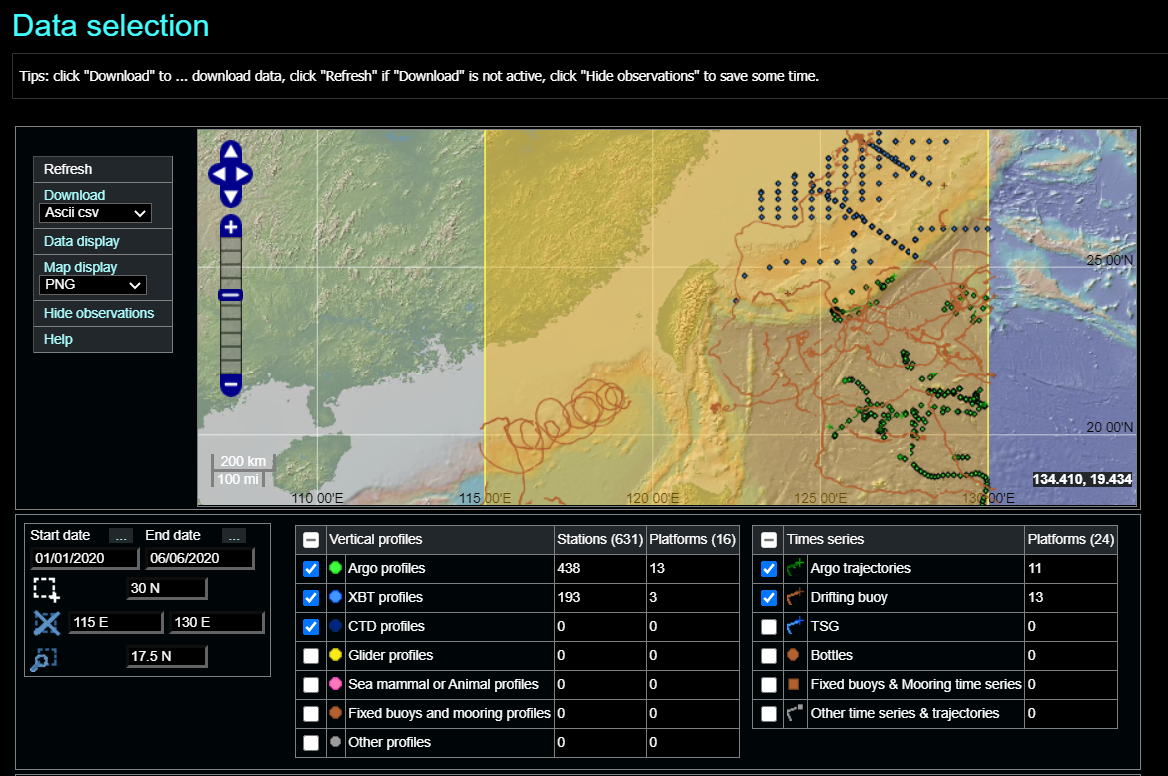 Data selection
Tips: click "Download" to ... download data, click "Refresh" if "Download" is not active, click "Hide observations" to save some time.
Refresh
Download
Ascii csv
Data display
Map display
PNG
Hide observations
Help
25 00'N
20 00'N
200 km
100 mi
134.410, 19.434
110 00'E
115 00'E
120 00'E
125 00'E
130 00'E
Start date ... End date ...
01/01/2020 06/06/2020
30 N
115 E 130 E
17.5 N
Vertical profiles Stations (631) Platforms (16)
Argo profiles 438 13
XBT profiles 193 3
CTD profiles 0 0
Glider profiles 0 0
Sea mammal or Animal profiles 0 0
Fixed buoys and mooring profiles 0 0
Other profiles 0 0
Times series Platforms (24)
Argo trajectories 11
Drifting buoy 13
TSG 0
Bottles 0
Fixed buoys & Mooring time series 0
Other time series & trajectories 0